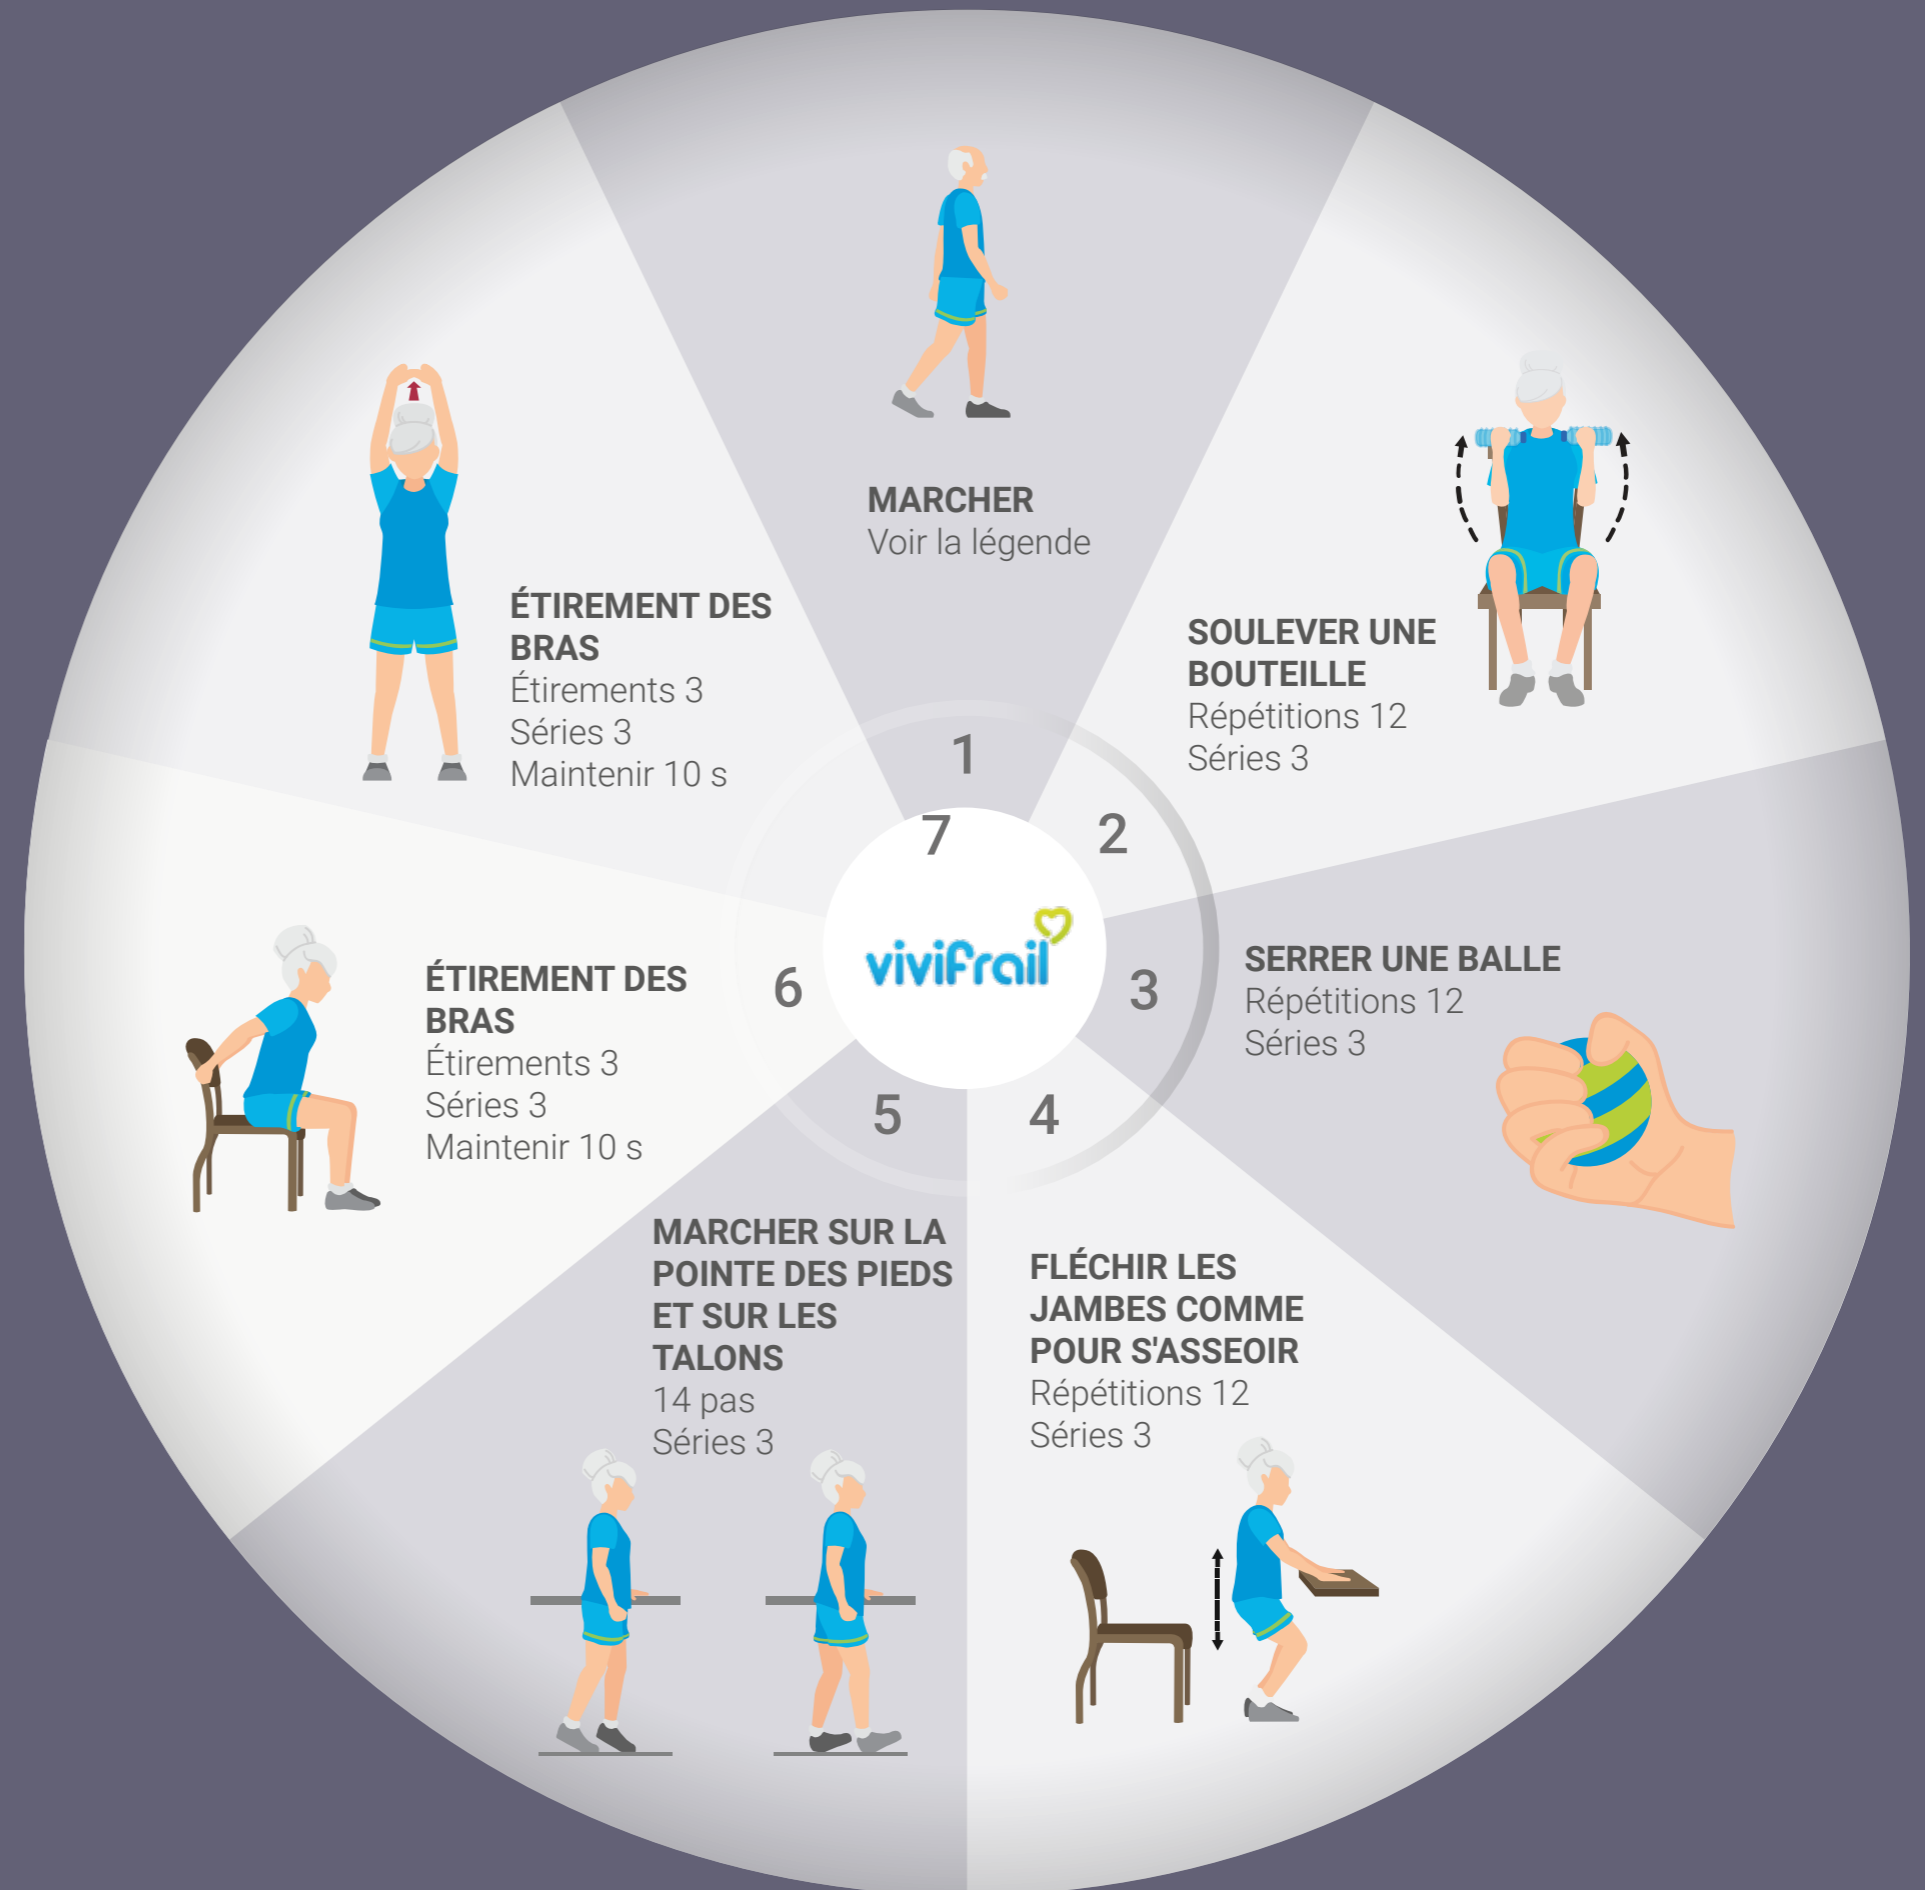 1
MARCHER
Voir la légende
2
SOULEVER UNE
BOUTEILLE
Répétitions 12
Séries 3
3
SERRER UNE BALLE
Répétitions 12
Séries 3
4
FLÉCHIR LES
JAMBES COMME
POUR S'ASSEOIR
Répétitions 12
Séries 3
5
MARCHER SUR LA
POINTE DES PIEDS
ET SUR LES
TALONS
14 pas
Séries 3
6
ÉTIREMENT DES
BRAS
Étirements 3
Séries 3
Maintenir 10 s
7
ÉTIREMENT DES
BRAS
Étirements 3
Séries 3
Maintenir 10 s
vivifrail